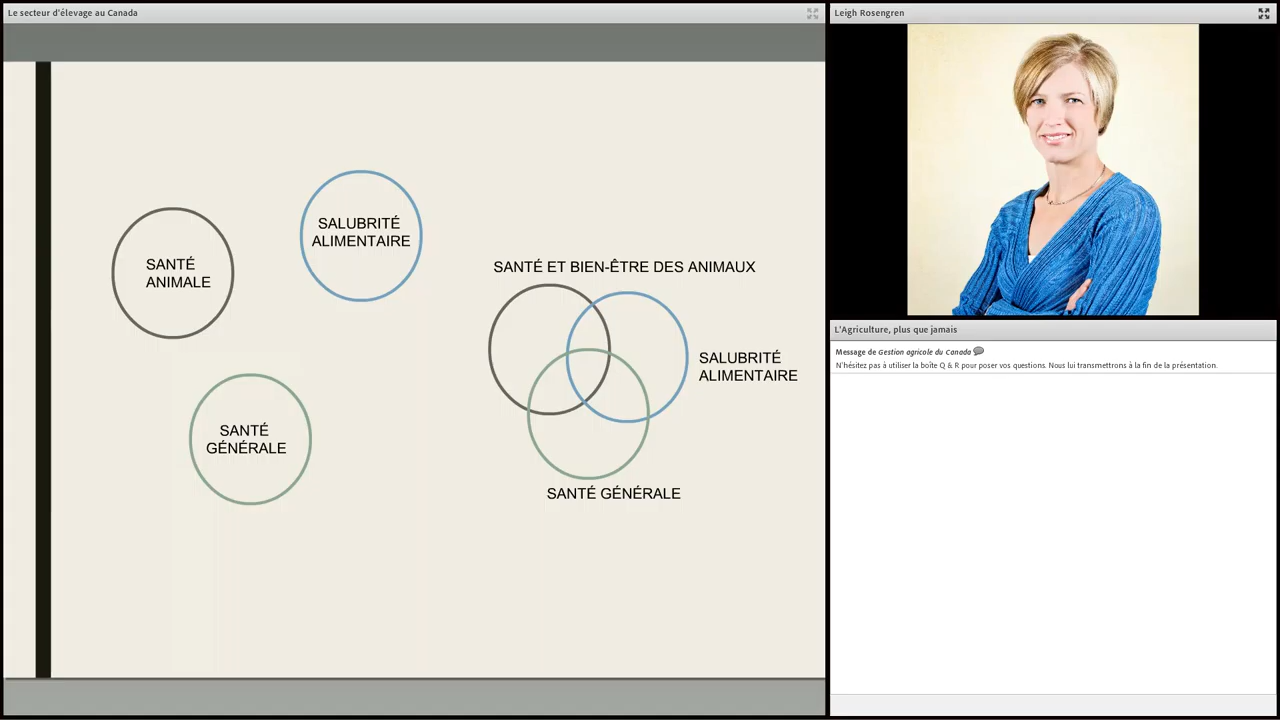 Le secteur d'élevage au Canada
SANTÉ
ANIMALE
SALUBRITÉ
ALIMENTAIRE
SANTÉ
GÉNÉRALE
SANTÉ ET BIEN-ÊTRE DES ANIMAUX
SALUBRITÉ
ALIMENTAIRE
SANTÉ GÉNÉRALE
Leigh Rosengren
L'Agriculture, plus que jamais
Message de Gestion agricole du Canada
N'hésitez pas à utiliser la boîte Q & R pour poser vos questions. Nous lui transmettrons à la fin de la présentation.